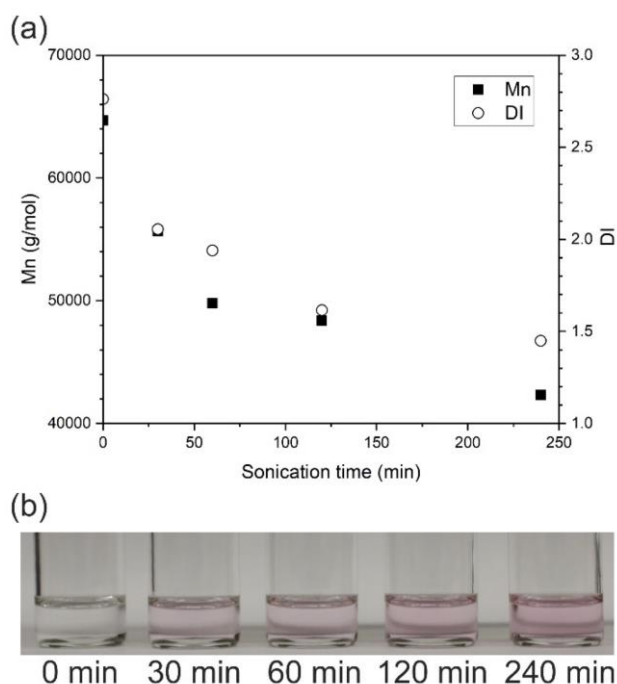 (a)
70000
60000
50000
40000
Mn (g/mol)
3.0
2.5
2.0
1.5
1.0
DI
Mn
DI
0
50
100
150
200
250
Sonication time (min)
(b)
0 min
30 min
60 min
120 min
240 min